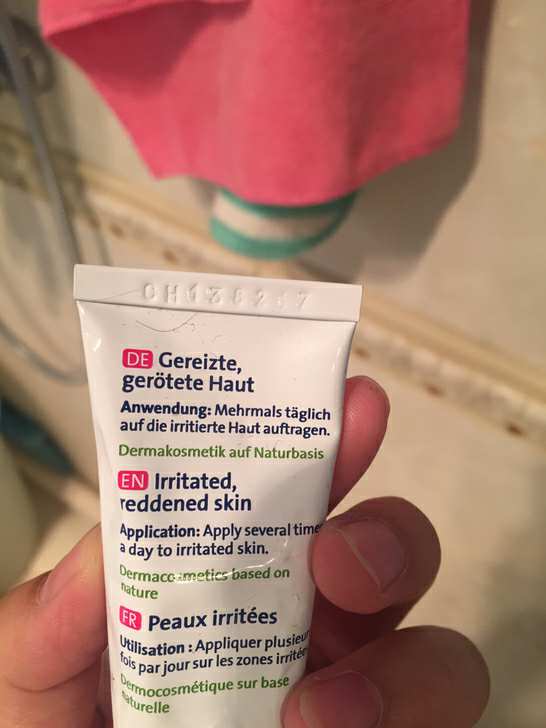 DE Gereizte,
gerötete Haut
Anwendung: Mehrmals täglich
auf die irritierte Haut auftragen.
Dermakosmetik auf Naturbasis
EN Irritated,
reddened skin
Application: Apply several time
a day to irritated skin.
Dermacosmetics based on
nature
FR Peaux irritées
Utilisation : Appliquer plusieur
fois par jour sur les zones irritée
Dermocosmétique sur base
naturelle